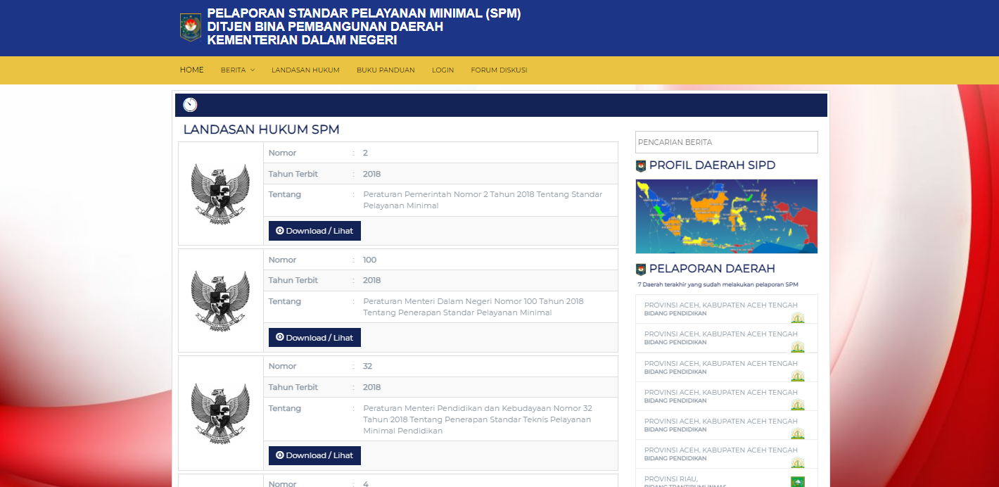 PELAPORAN STANDAR PELAYANAN MINIMAL (SPM)
DITJEN BINA PEMBANGUNAN DAERAH
KEMENTERIAN DALAM NEGERI
HOME BERITA LANDASAN HUKUM BUKU PANDUAN LOGIN FORUM DISKUSI
LANDASAN HUKUM SPM
Nomor : 2
Tahun Terbit : 2018
Tentang : Peraturan Pemerintah Nomor 2 Tahun 2018 Tentang Standar
Pelayanan Minimal
Download / Lihat
Nomor : 100
Tahun Terbit : 2018
Tentang : Peraturan Menteri Dalam Negeri Nomor 100 Tahun 2018
Tentang Penerapan Standar Pelayanan Minimal
Download / Lihat
Nomor : 32
Tahun Terbit : 2018
Tentang : Peraturan Menteri Pendidikan dan Kebudayaan Nomor 32
Tahun 2018 Tentang Penerapan Standar Teknis Pelayanan
Minimal Pendidikan
Download / Lihat
Nomor : 4
PENCARIAN BERITA
PROFIL DAERAH SIPD
PELAPORAN DAERAH
7 Daerah terakhir yang sudah melakukan pelaporan SPM
PROVINSI ACEH, KABUPATEN ACEH TENGAH
BIDANG PENDIDIKAN
PROVINSI ACEH, KABUPATEN ACEH TENGAH
BIDANG PENDIDIKAN
PROVINSI ACEH, KABUPATEN ACEH TENGAH
BIDANG PENDIDIKAN
PROVINSI ACEH, KABUPATEN ACEH TENGAH
BIDANG PENDIDIKAN
PROVINSI ACEH, KABUPATEN ACEH TENGAH
BIDANG PENDIDIKAN
PROVINSI ACEH, KABUPATEN ACEH TENGAH
BIDANG PENDIDIKAN
PROVINSI RIAU,
BIDANG TRANTIBUMLINMAS